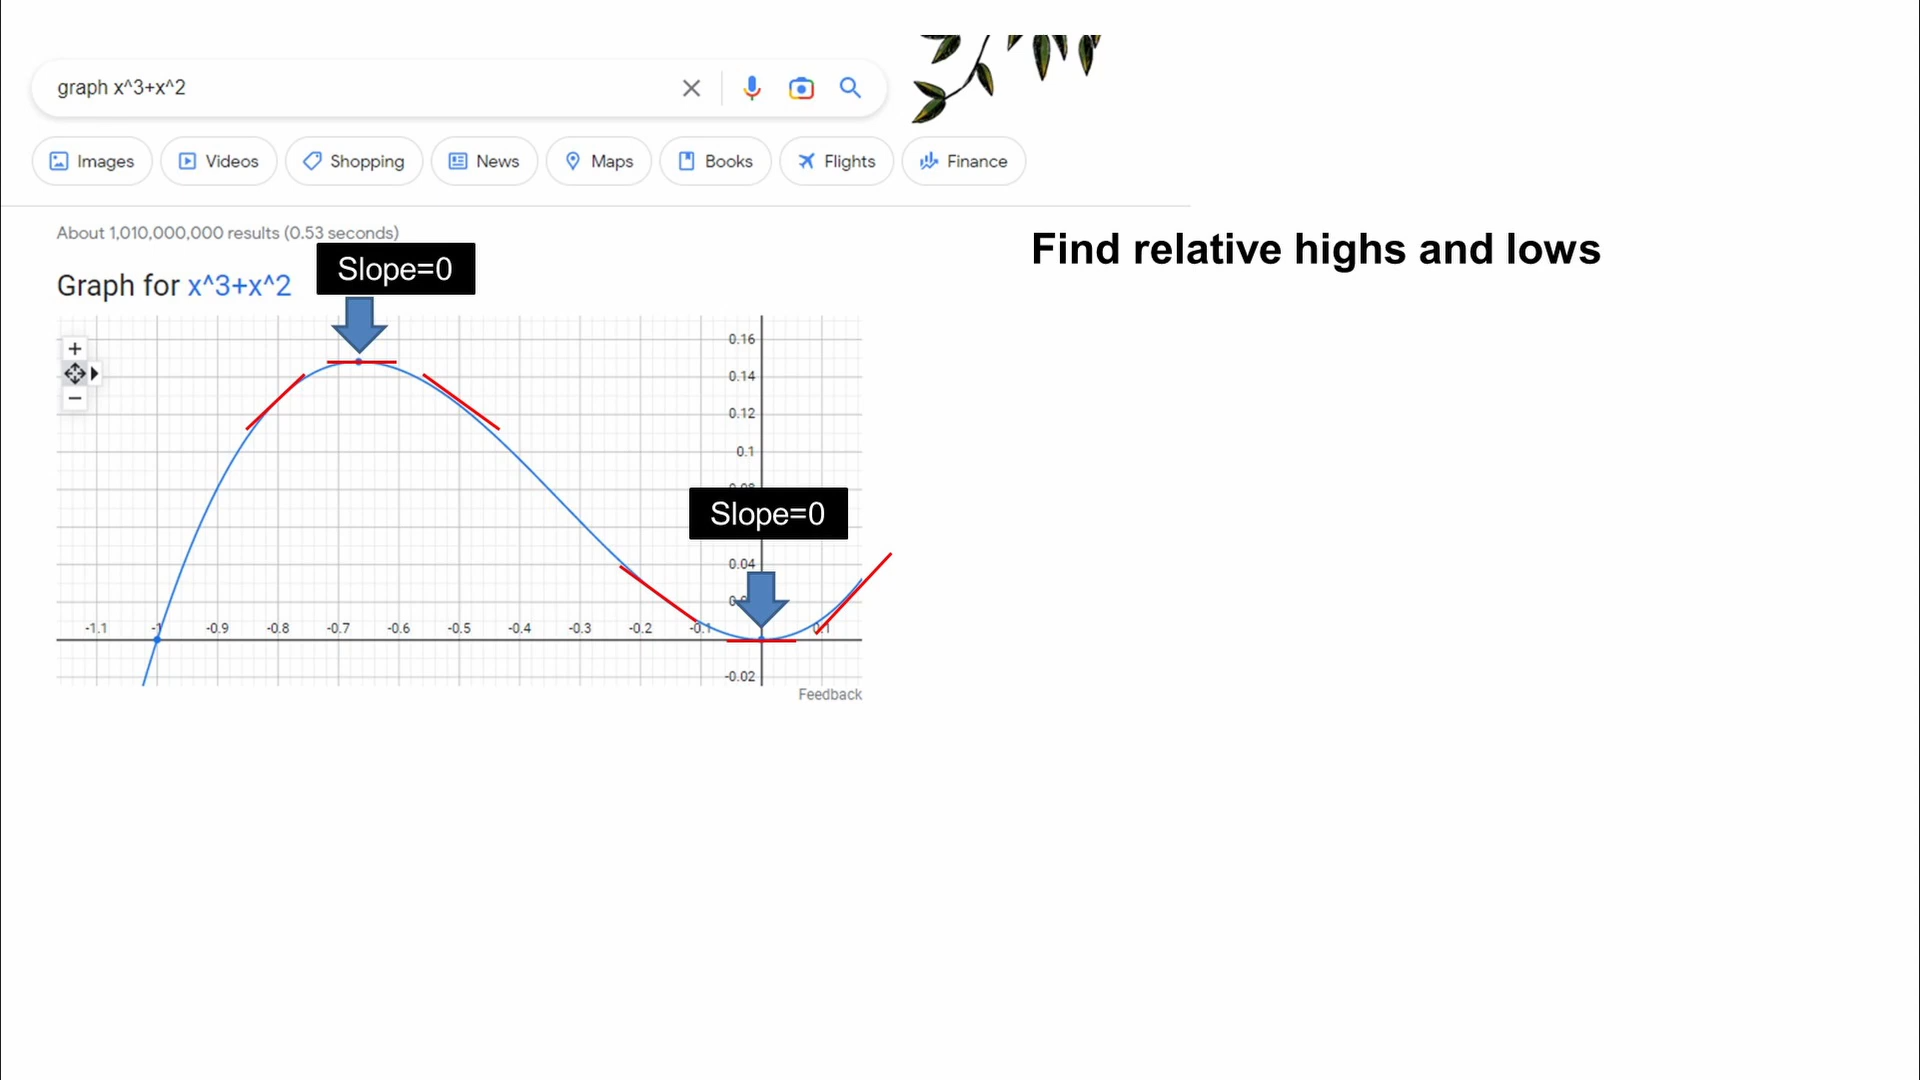 graph x^3+x^2
Images Videos Shopping News Maps Books Flights Finance
About 1,010,000,000 results (0.53 seconds)
Find relative highs and lows
Slope=0
Graph for x^3+x^2
0.16
0.14
0.12
0.1
Slope=0
0.04
-1.1 -1 -0.9 -0.8 -0.7 -0.6 -0.5 -0.4 -0.3 -0.2 -0.1 0.1
-0.02
Feedback